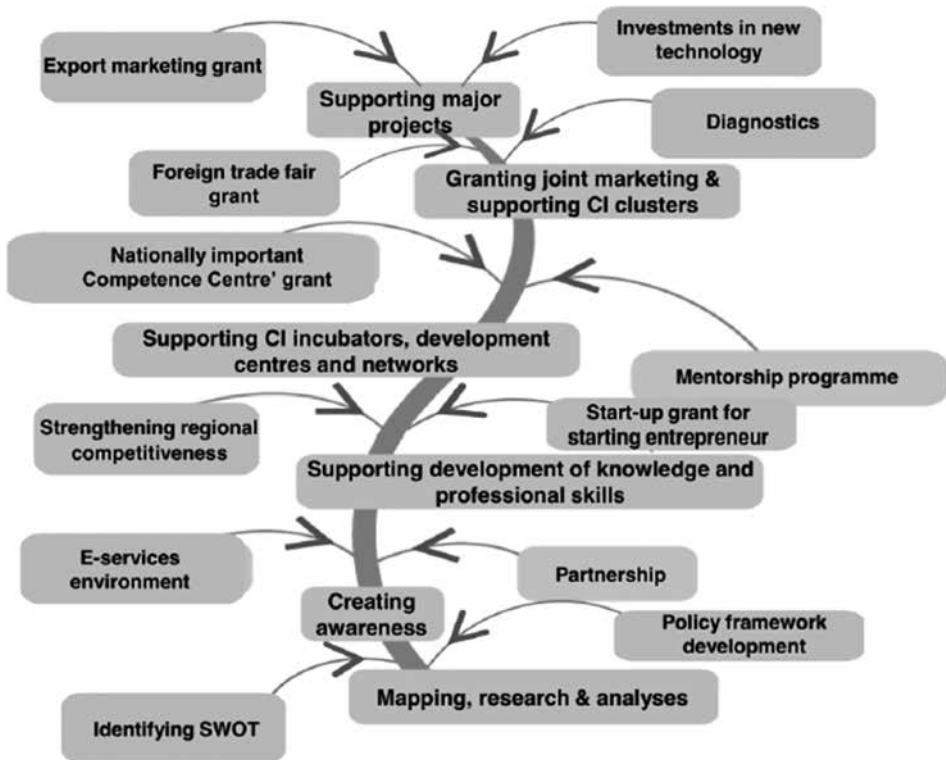 Export marketing grant
Investments in new
technology
Supporting major
projects
Diagnostics
Foreign trade fair
grant
Granting joint marketing &
supporting CI clusters
Nationally important
Competence Centre' grant
Supporting CI incubators, development
centres and networks
Mentorship programme
Strengthening regional
competitiveness
Start-up grant for
starting entrepreneur
Supporting development of knowledge and
professional skills
E-services
environment
Partnership
Creating
awareness
Policy framework
development
Mapping, research & analyses
Identifying SWOT